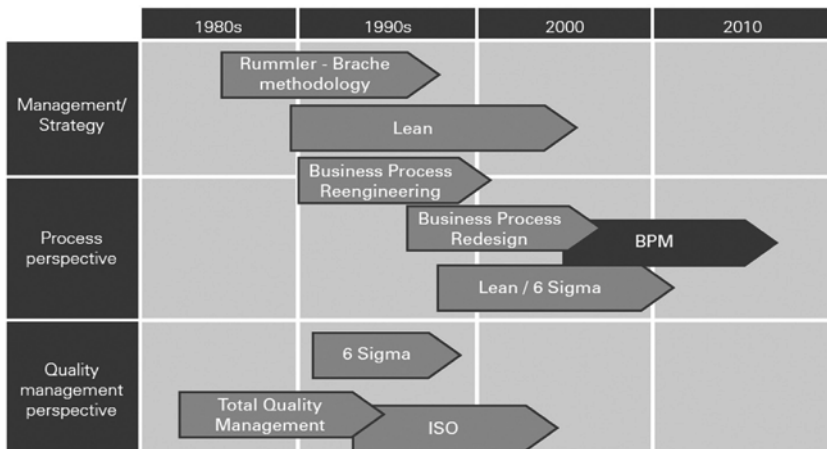 1980s 1990s 2000 2010
Management/
Strategy
Rummler - Brache
methodology
Lean
Business Process
Reengineering
Process
perspective
Business Process
Redesign
BPM
Lean / 6 Sigma
Quality
management
perspective
6 Sigma
Total Quality
Management
ISO